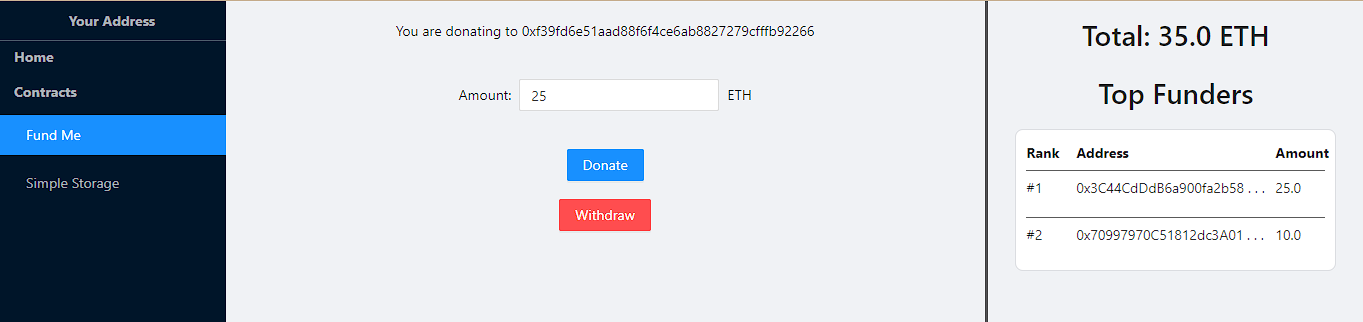 Your Address
Home
Contracts
Fund Me
Simple Storage
You are donating to 0xf39fd6e51aad88f6f4ce6ab8827279cfffb92266
Amount: 25 ETH
Donate
Withdraw
Total: 35.0 ETH
Top Funders
Rank Address Amount
#1 0x3C44CdDdB6a900fa2b58 . . . 25.0
#2 0x70997970C51812dc3A01 . . . 10.0